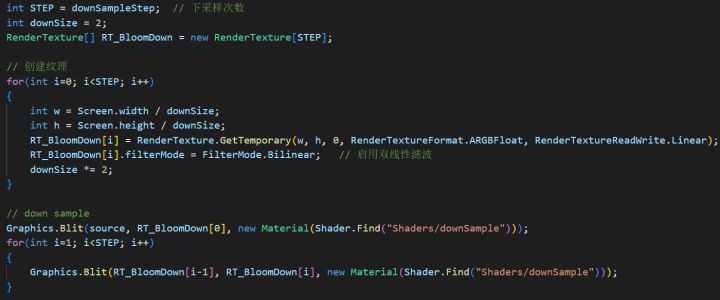 int STEP = downSampleStep;  // 下采样次数
int downSize = 2;
RenderTexture[] RT_BloomDown = new RenderTexture[STEP];

// 创建纹理
for(int i=0; i<STEP; i++)
{
    int w = Screen.width / downSize;
    int h = Screen.height / downSize;
    RT_BloomDown[i] = RenderTexture.GetTemporary(w, h, 0, RenderTextureFormat.ARGBFloat, RenderTextureReadWrite.Linear);
    RT_BloomDown[i].filterMode = FilterMode.Bilinear;   // 启用双线性滤波
    downSize *= 2;
}

// down sample
Graphics.Blit(source, RT_BloomDown[0], new Material(Shader.Find("Shaders/downSample")));
for(int i=1; i<STEP; i++)
{
    Graphics.Blit(RT_BloomDown[i-1], RT_BloomDown[i], new Material(Shader.Find("Shaders/downSample")));
}